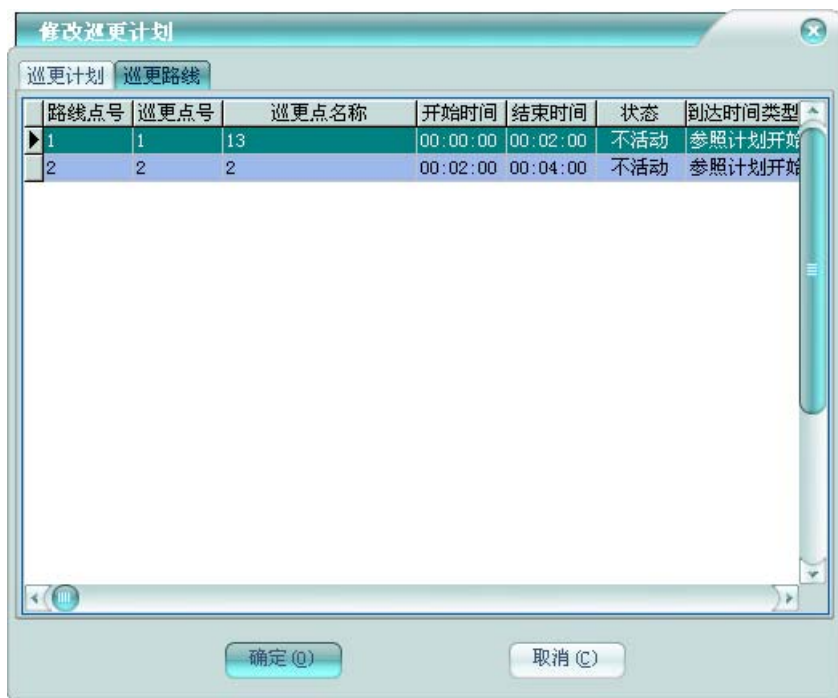 修改巡更计划
巡更计划 巡更路线
路线点号 巡更点号 巡更点名称 开始时间 结束时间 状态 到达时间类型
1 1 13 00:00:00 00:02:00 不活动 参照计划开始
2 2 2 00:02:00 00:04:00 不活动 参照计划开始
确定(O) 取消(C)